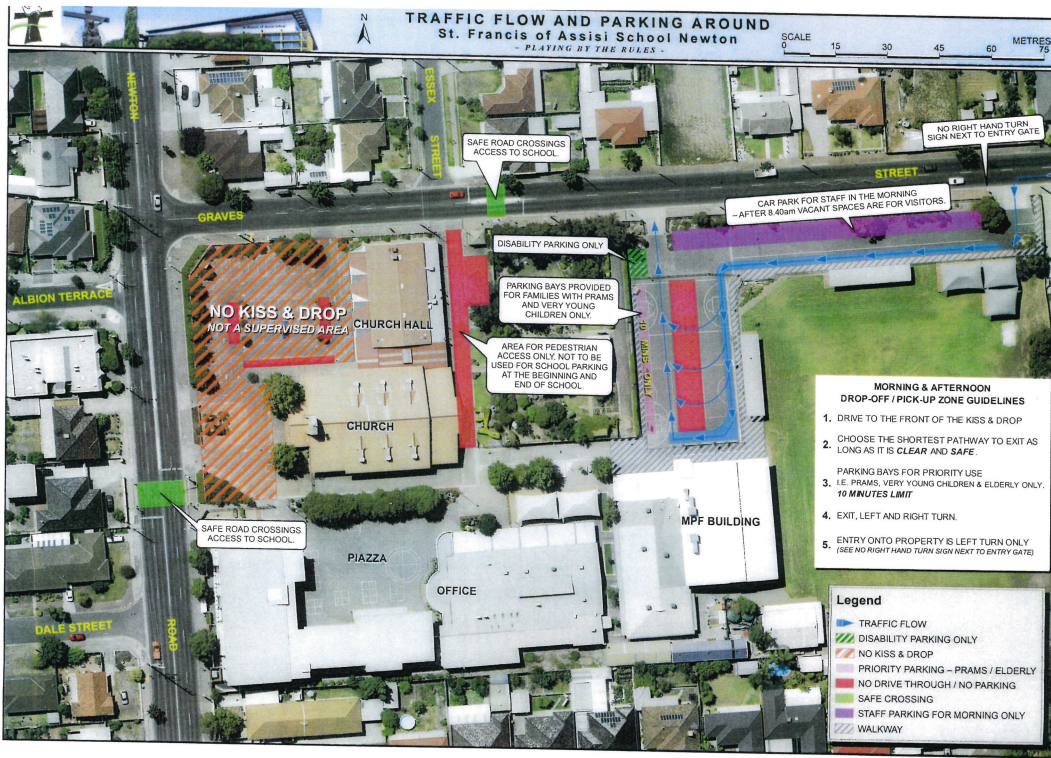 TRAFFIC FLOW AND PARKING AROUND
St. Francis of Assisi School Newton
– PLAYING BY THE RULES -
N
SCALE
METRES
0 15 30 45 60 75
NEWTON
ESSEX
STREET
NO RIGHT HAND TURN
SIGN NEXT TO ENTRY GATE
SAFE ROAD CROSSINGS
ACCESS TO SCHOOL.
STREET
CAR PARK FOR STAFF IN THE MORNING
– AFTER 8.40am VACANT SPACES ARE FOR VISITORS.
GRAVES
DISABILITY PARKING ONLY
PARKING BAYS PROVIDED
FOR FAMILIES WITH PRAMS
AND VERY YOUNG
CHILDREN ONLY.
ALBION TERRACE
NO KISS & DROP
NOT A SUPERVISED AREA
CHURCH HALL
10 MINS ONLY
AREA FOR PEDESTRIAN
ACCESS ONLY. NOT TO BE
USED FOR SCHOOL PARKING
AT THE BEGINNING AND
END OF SCHOOL.
CHURCH
MORNING & AFTERNOON
DROP-OFF / PICK-UP ZONE GUIDELINES
1. DRIVE TO THE FRONT OF THE KISS & DROP
2. CHOOSE THE SHORTEST PATHWAY TO EXIT AS
LONG AS IT IS CLEAR AND SAFE.
PARKING BAYS FOR PRIORITY USE
3. I.E. PRAMS, VERY YOUNG CHILDREN & ELDERLY ONLY.
10 MINUTES LIMIT
4. EXIT, LEFT AND RIGHT TURN.
5. ENTRY ONTO PROPERTY IS LEFT TURN ONLY
(SEE NO RIGHT HAND TURN SIGN NEXT TO ENTRY GATE)
SAFE ROAD CROSSINGS
ACCESS TO SCHOOL.
MPF BUILDING
PIAZZA
OFFICE
DALE STREET
ROAD
Legend
TRAFFIC FLOW
DISABILITY PARKING ONLY
NO KISS & DROP
PRIORITY PARKING – PRAMS / ELDERLY
NO DRIVE THROUGH / NO PARKING
SAFE CROSSING
STAFF PARKING FOR MORNING ONLY
WALKWAY